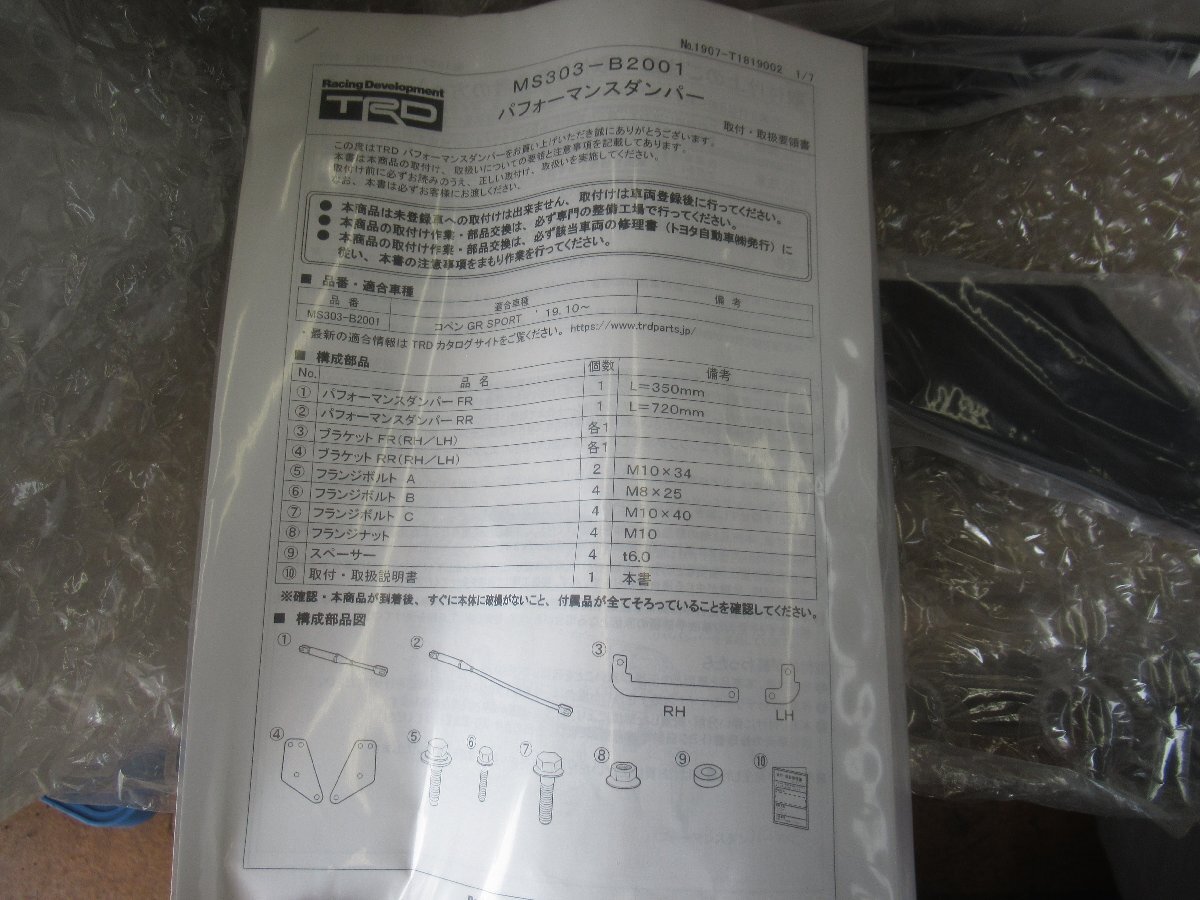 No.1907-T1819002 1/7
Racing Development
TRD
MS303-B2001
パフォーマンスダンパー
取付・取扱要領書
この度はTRD パフォーマンスダンパーをお買い上げいただき誠にありがとうございます。
本書は本商品の取付け、取扱いについての要領と注意事項を記載してあります。
取付け前に必ずお読みのうえ、正しい取付け、取扱いを実施してください。
なお、本書は必ずお客様にお渡しください。
● 本商品は未登録車への取付けは出来ません、取付けは車両登録後に行ってください。
● 本商品の取付け作業・部品交換は、必ず専門の整備工場で行ってください。
● 本商品の取付け作業・部品交換は、必ず該当車両の修理書（トヨタ自動車㈱発行）に
従い、本書の注意事項をまもり作業を行ってください。
■ 品番・適合車種
品番 適合車種 備考
MS303-B2001 コペン GR SPORT ' 19.10~
・最新の適合情報は TRD カタログサイトをご覧ください。https://www.trdparts.jp/
■ 構成部品
No. 品名 個数 備考
① パフォーマンスダンパー FR 1 L=350mm
② パフォーマンスダンパー RR 1 L=720mm
③ ブラケット FR(RH/LH) 各1
④ ブラケット RR(RH/LH) 各1
⑤ フランジボルト A 2 M10×34
⑥ フランジボルト B 4 M8×25
⑦ フランジボルト C 4 M10×40
⑧ フランジナット 4 M10
⑨ スペーサー 4 t6.0
⑩ 取付・取扱説明書 1 本書
※確認・本商品が到着後、すぐに本体に破損がないこと、付属品が全てそろっていることを確認してください。
■ 構成部品図
① ② ③
RH LH
④ ⑤ ⑥ ⑦ ⑧ ⑨ ⑩